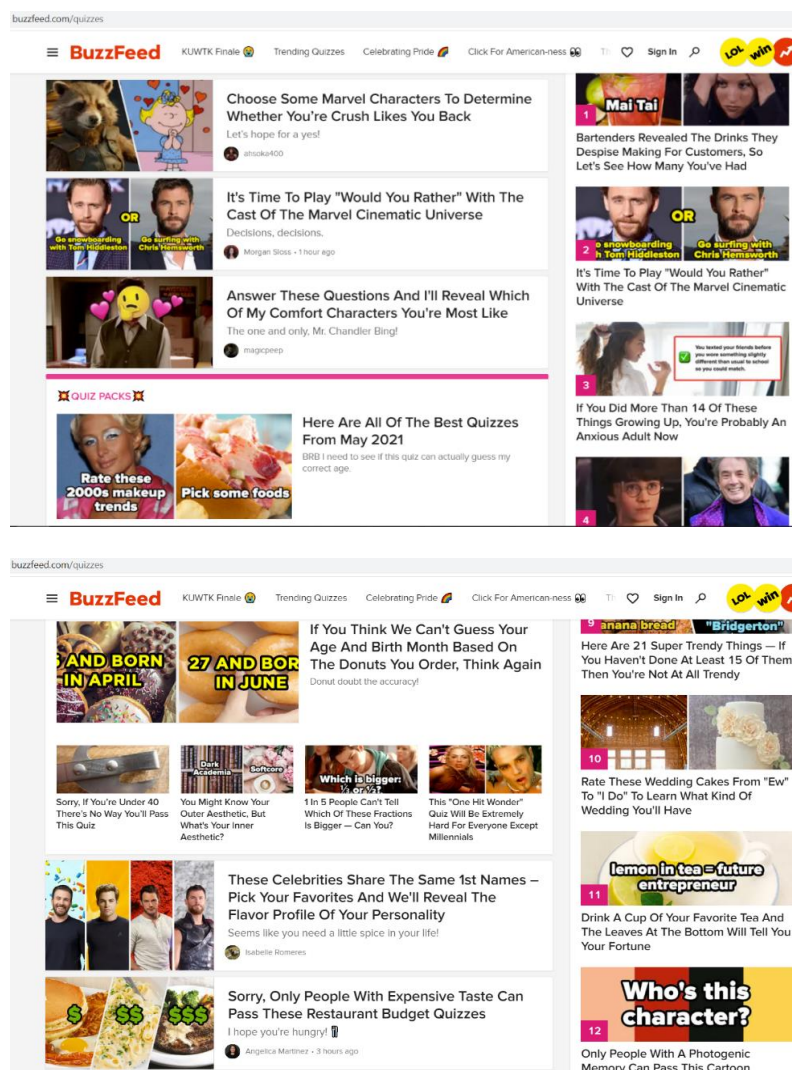 buzzfeed.com/quizzes
BuzzFeed
KUWTK Finale
Trending Quizzes
Celebrating Pride
Click For American-ness
Sign In
LOL
win
Choose Some Marvel Characters To Determine
Whether You're Crush Likes You Back
Let's hope for a yes!
ahsoka400
OR
Go snowboarding
with Tom Hiddleston
Go surfing with
Chris Hemsworth
It's Time To Play "Would You Rather" With The
Cast Of The Marvel Cinematic Universe
Decisions, decisions.
Morgan Sloss • 1 hour ago
Answer These Questions And I'll Reveal Which
Of My Comfort Characters You're Most Like
The one and only, Mr. Chandler Bing!
magicpeep
QUIZ PACKS
Rate these
2000s makeup
trends
Pick some foods
Here Are All Of The Best Quizzes
From May 2021
BRB I need to see if this quiz can actually guess my
correct age.
Mai Tai
1
Bartenders Revealed The Drinks They
Despise Making For Customers, So
Let's See How Many You've Had
OR
2
o snowboarding
h Tom Hiddleston
Go surfing with
Chris Hemsworth
It's Time To Play "Would You Rather"
With The Cast Of The Marvel Cinematic
Universe
You texted your friends before
you wore something slightly
different than usual to school
so you could match.
3
If You Did More Than 14 Of These
Things Growing Up, You're Probably An
Anxious Adult Now
4
buzzfeed.com/quizzes
BuzzFeed
KUWTK Finale
Trending Quizzes
Celebrating Pride
Click For American-ness
Sign In
LOL
win
AND BORN
IN APRIL
27 AND BOR
IN JUNE
If You Think We Can't Guess Your
Age And Birth Month Based On
The Donuts You Order, Think Again
Donut doubt the accuracy!
Sorry, If You're Under 40
There's No Way You'll Pass
This Quiz
Dark
Academia
Softcore
You Might Know Your
Outer Aesthetic, But
What's Your Inner
Aesthetic?
Which is bigger:
⅓ or ½?
1 In 5 People Can't Tell
Which Of These Fractions
Is Bigger — Can You?
This "One Hit Wonder"
Quiz Will Be Extremely
Hard For Everyone Except
Millennials
These Celebrities Share The Same 1st Names –
Pick Your Favorites And We'll Reveal The
Flavor Profile Of Your Personality
Seems like you need a little spice in your life!
Isabelle Romeres
$
$$
$$$
Sorry, Only People With Expensive Taste Can
Pass These Restaurant Budget Quizzes
I hope you're hungry!
Angelica Martinez • 3 hours ago
9
anana bread
"Bridgerton"
Here Are 21 Super Trendy Things — If
You Haven't Done At Least 15 Of Them
Then You're Not At All Trendy
10
Rate These Wedding Cakes From "Ew"
To "I Do" To Learn What Kind Of
Wedding You'll Have
lemon in tea = future
entrepreneur
11
Drink A Cup Of Your Favorite Tea And
The Leaves At The Bottom Will Tell You
Your Fortune
Who's this
character?
12
Only People With A Photogenic
Memory Can Pass This Cartoon